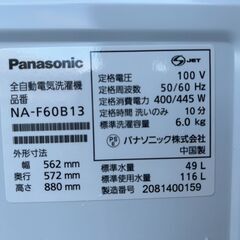 Panasonic
全自動電気洗濯機
品番
NA-F60B13
外形寸法
幅 562 mm
奥行 572 mm
高さ 880 mm
JET
定格電圧 100 V
定格周波数 50/60 Hz
定格消費電力 400/445 W
定格時間 洗いのみ 10 分
標準洗濯容量 6.0 kg
PSE
パナソニック株式会社
中国製
標準水量 49 L
標準使用水量 116 L
製造番号 2081400159